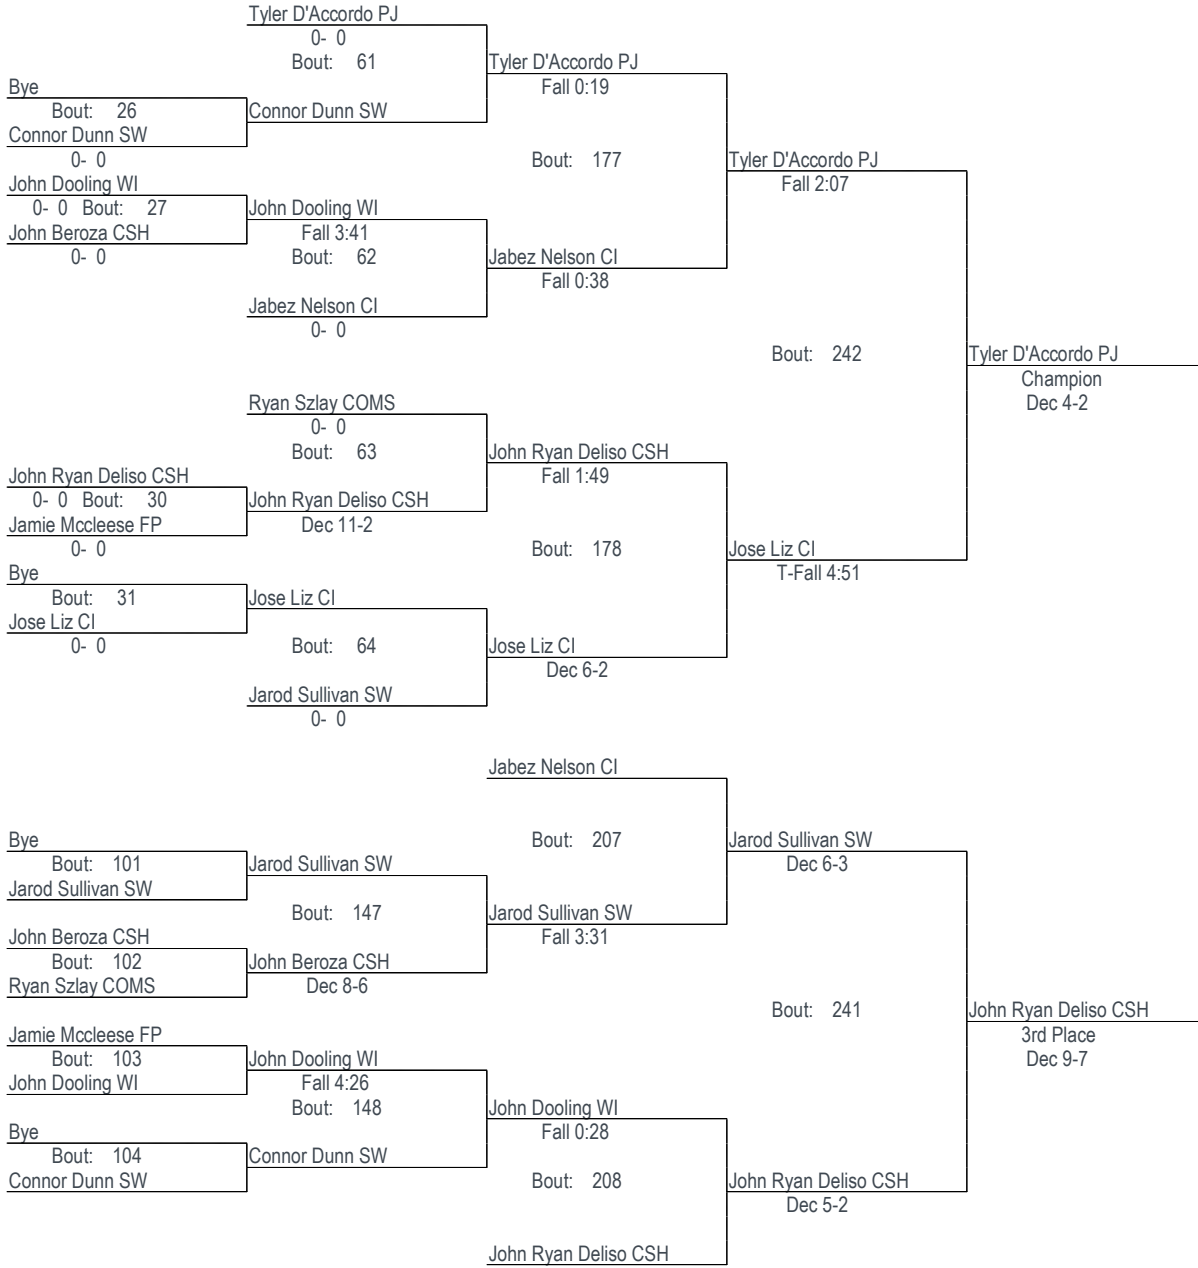 Tyler D'Accordo PJ
0- 0
Bout: 61
Tyler D'Accordo PJ
Fall 0:19
Bye
Bout: 26
Connor Dunn SW
Connor Dunn SW
0- 0
Bout: 177
Tyler D'Accordo PJ
Fall 2:07
John Dooling WI
0- 0 Bout: 27
John Dooling WI
John Beroza CSH
Fall 3:41
0- 0
Bout: 62
Jabez Nelson CI
Fall 0:38
Jabez Nelson CI
0- 0
Bout: 242
Tyler D'Accordo PJ
Champion
Dec 4-2
Ryan Szlay COMS
0- 0
Bout: 63
John Ryan Deliso CSH
Fall 1:49
John Ryan Deliso CSH
0- 0 Bout: 30
John Ryan Deliso CSH
Jamie Mccleese FP
Dec 11-2
0- 0
Bout: 178
Jose Liz CI
T-Fall 4:51
Bye
Bout: 31
Jose Liz CI
Jose Liz CI
0- 0
Bout: 64
Jose Liz CI
Dec 6-2
Jarod Sullivan SW
0- 0
Jabez Nelson CI
Bye
Bout: 207
Jarod Sullivan SW
Bout: 101
Jarod Sullivan SW
Dec 6-3
Jarod Sullivan SW
Bout: 147
Jarod Sullivan SW
Fall 3:31
John Beroza CSH
Bout: 102
John Beroza CSH
Ryan Szlay COMS
Dec 8-6
Bout: 241
John Ryan Deliso CSH
3rd Place
Dec 9-7
Jamie Mccleese FP
Bout: 103
John Dooling WI
John Dooling WI
Fall 4:26
Bout: 148
John Dooling WI
Fall 0:28
Bye
Bout: 104
Connor Dunn SW
Connor Dunn SW
Bout: 208
John Ryan Deliso CSH
Dec 5-2
John Ryan Deliso CSH